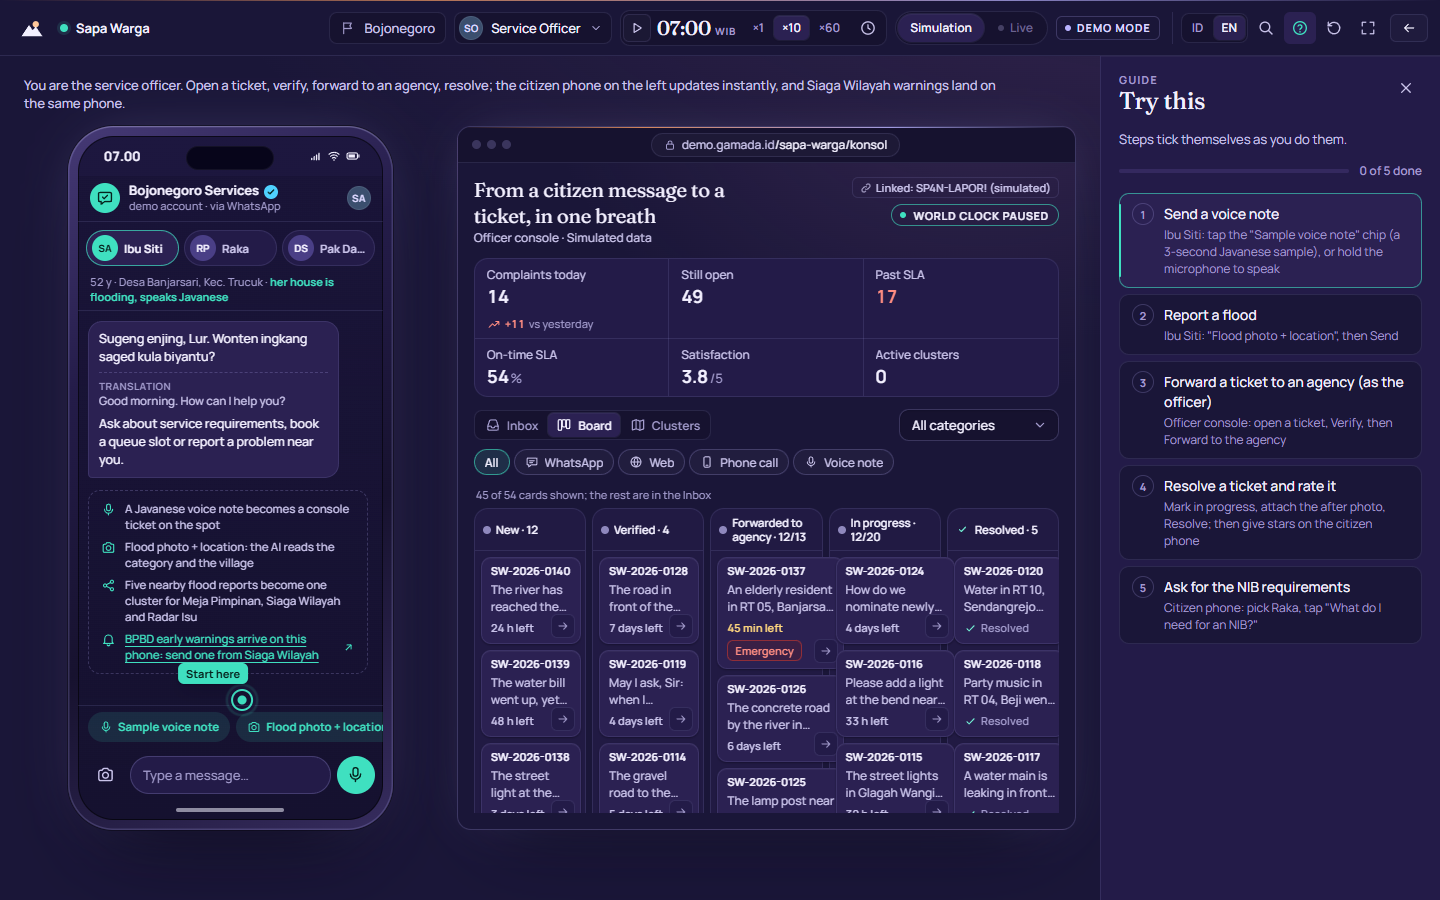 Sapa Warga
Bojonegoro
SO Service Officer
07:00 WIB
×1 ×10 ×60
Simulation
Live
DEMO MODE
ID EN
You are the service officer. Open a ticket, verify, forward to an agency, resolve; the citizen phone on the left updates instantly, and Siaga Wilayah warnings land on
the same phone.
07.00
Bojonegoro Services
demo account · via WhatsApp
SA
SA Ibu Siti
RP Raka
DS Pak Da...
52 y · Desa Banjarsari, Kec. Trucuk · her house is
flooding, speaks Javanese
Sugeng enjing, Lur. Wonten ingkang
saged kula biyantu?
TRANSLATION
Good morning. How can I help you?
Ask about service requirements, book
a queue slot or report a problem near
you.
A Javanese voice note becomes a console
ticket on the spot
Flood photo + location: the AI reads the
category and the village
Five nearby flood reports become one
cluster for Meja Pimpinan, Siaga Wilayah
and Radar Isu
BPBD early warnings arrive on this
phone: send one from Siaga Wilayah
Start here
Sample voice note
Flood photo + location
Type a message...
demo.gamada.id/sapa-warga/konsol
From a citizen message to a
ticket, in one breath
Officer console · Simulated data
Linked: SP4N-LAPOR! (simulated)
WORLD CLOCK PAUSED
Complaints today
14
+11 vs yesterday
Still open
49
Past SLA
17
On-time SLA
54%
Satisfaction
3.8/5
Active clusters
0
Inbox
Board
Clusters
All categories
All
WhatsApp
Web
Phone call
Voice note
45 of 54 cards shown; the rest are in the Inbox
New · 12
SW-2026-0140
The river has
reached the...
24 h left
SW-2026-0139
The water bill
went up, yet...
48 h left
SW-2026-0138
The street
light at the...
Verified · 4
SW-2026-0128
The road in
front of the...
7 days left
SW-2026-0119
May I ask, Sir:
when I...
4 days left
SW-2026-0114
The gravel
road to the...
Forwarded to
agency · 12/13
SW-2026-0137
An elderly resident
in RT 05, Banjarsa...
45 min left
Emergency
SW-2026-0126
The concrete road
by the river in...
6 days left
SW-2026-0125
The lamp post near
In progress ·
12/20
SW-2026-0124
How do we
nominate newly...
4 days left
SW-2026-0116
Please add a light
at the bend near...
33 h left
SW-2026-0115
The street lights
in Glagah Wangi...
Resolved · 5
SW-2026-0120
Water in RT 10,
Sendangrejo...
Resolved
SW-2026-0118
Party music in
RT 04, Beji wen...
Resolved
SW-2026-0117
A water main is
leaking in front...
GUIDE
Try this
Steps tick themselves as you do them.
0 of 5 done
1 Send a voice note
Ibu Siti: tap the "Sample voice note" chip (a
3-second Javanese sample), or hold the
microphone to speak
2 Report a flood
Ibu Siti: "Flood photo + location", then Send
3 Forward a ticket to an agency (as the
officer)
Officer console: open a ticket, Verify, then
Forward to the agency
4 Resolve a ticket and rate it
Mark in progress, attach the after photo,
Resolve; then give stars on the citizen
phone
5 Ask for the NIB requirements
Citizen phone: pick Raka, tap "What do I
need for an NIB?"